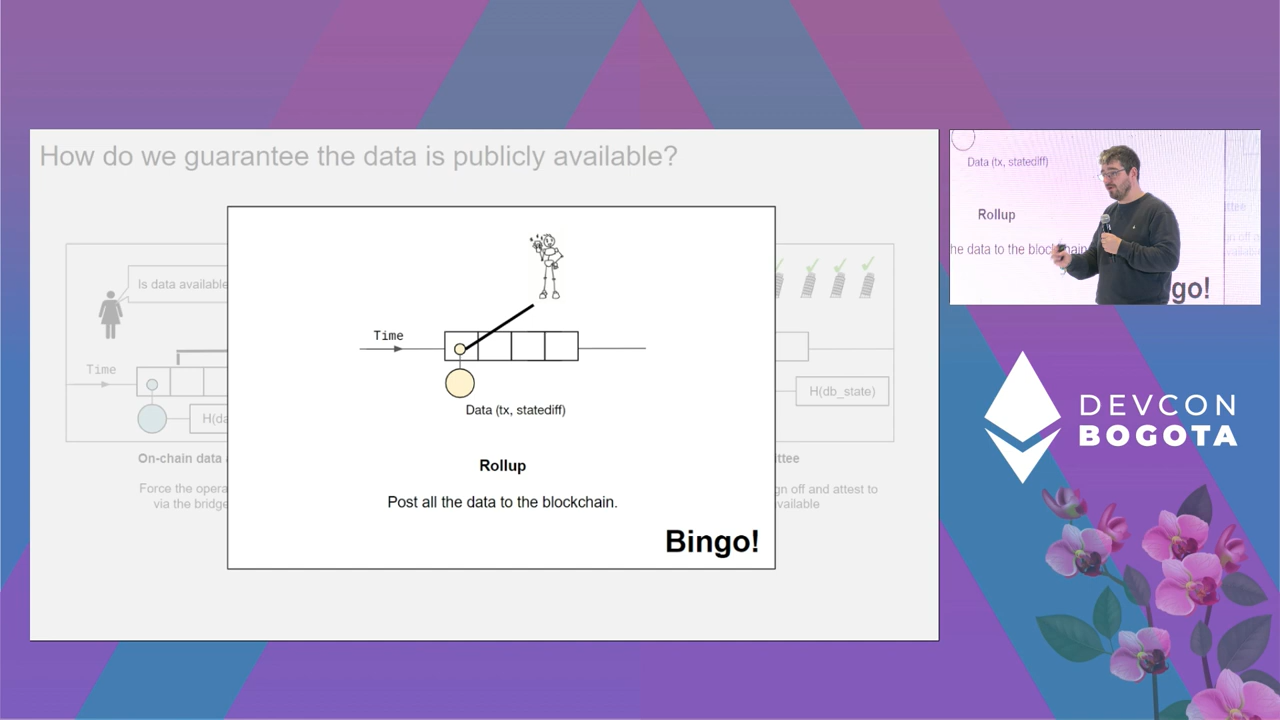 How do we guarantee the data is publicly available?
Is data available
Time
H(da
On-chain data a
Force the opera
via the bridge
Time
Data (tx, statediff)
Rollup
Post all the data to the blockchain.
Bingo!
H(db_state)
ttee
gn off and attest to
vailable
Data (tx, statediff)
Rollup
he data to the blockchain
go!
DEVCON
BOGOTA